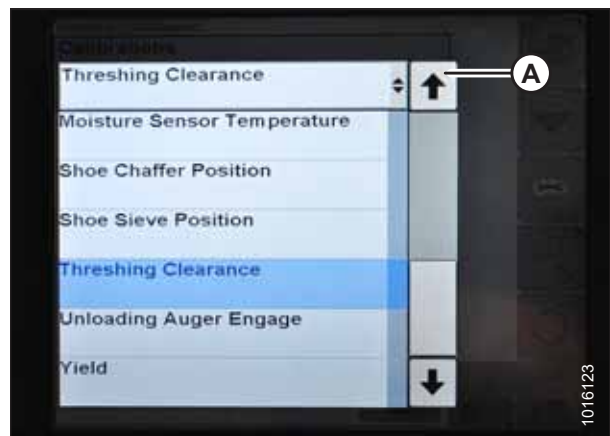 Calibrations
Threshing Clearance
A
Moisture Sensor Temperature
Shoe Chaffer Position
Shoe Sieve Position
Threshing Clearance
Unloading Auger Engage
Yield
1016123